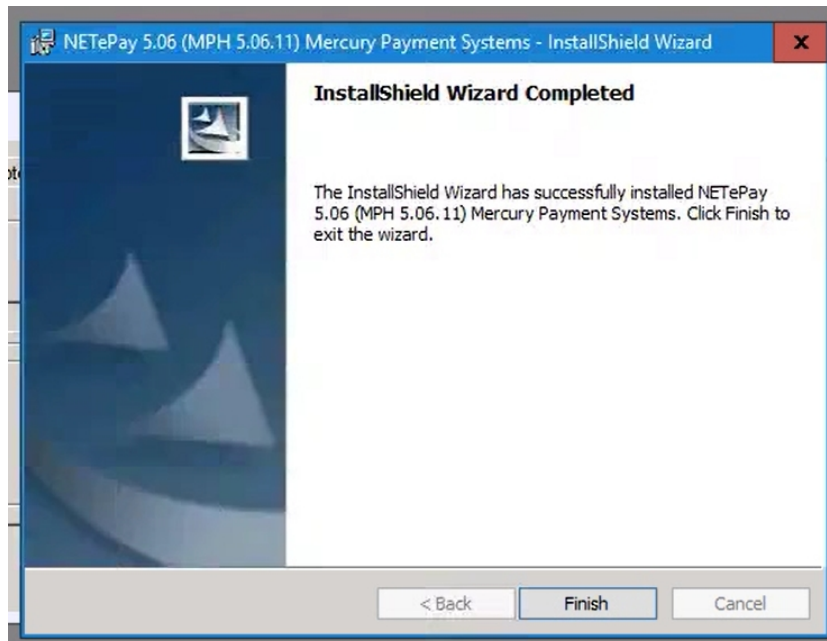 NETePay 5.06 (MPH 5.06.11) Mercury Payment Systems - InstallShield Wizard
InstallShield Wizard Completed
The InstallShield Wizard has successfully installed NETePay
5.06 (MPH 5.06.11) Mercury Payment Systems. Click Finish to
exit the wizard.
< Back
Finish
Cancel